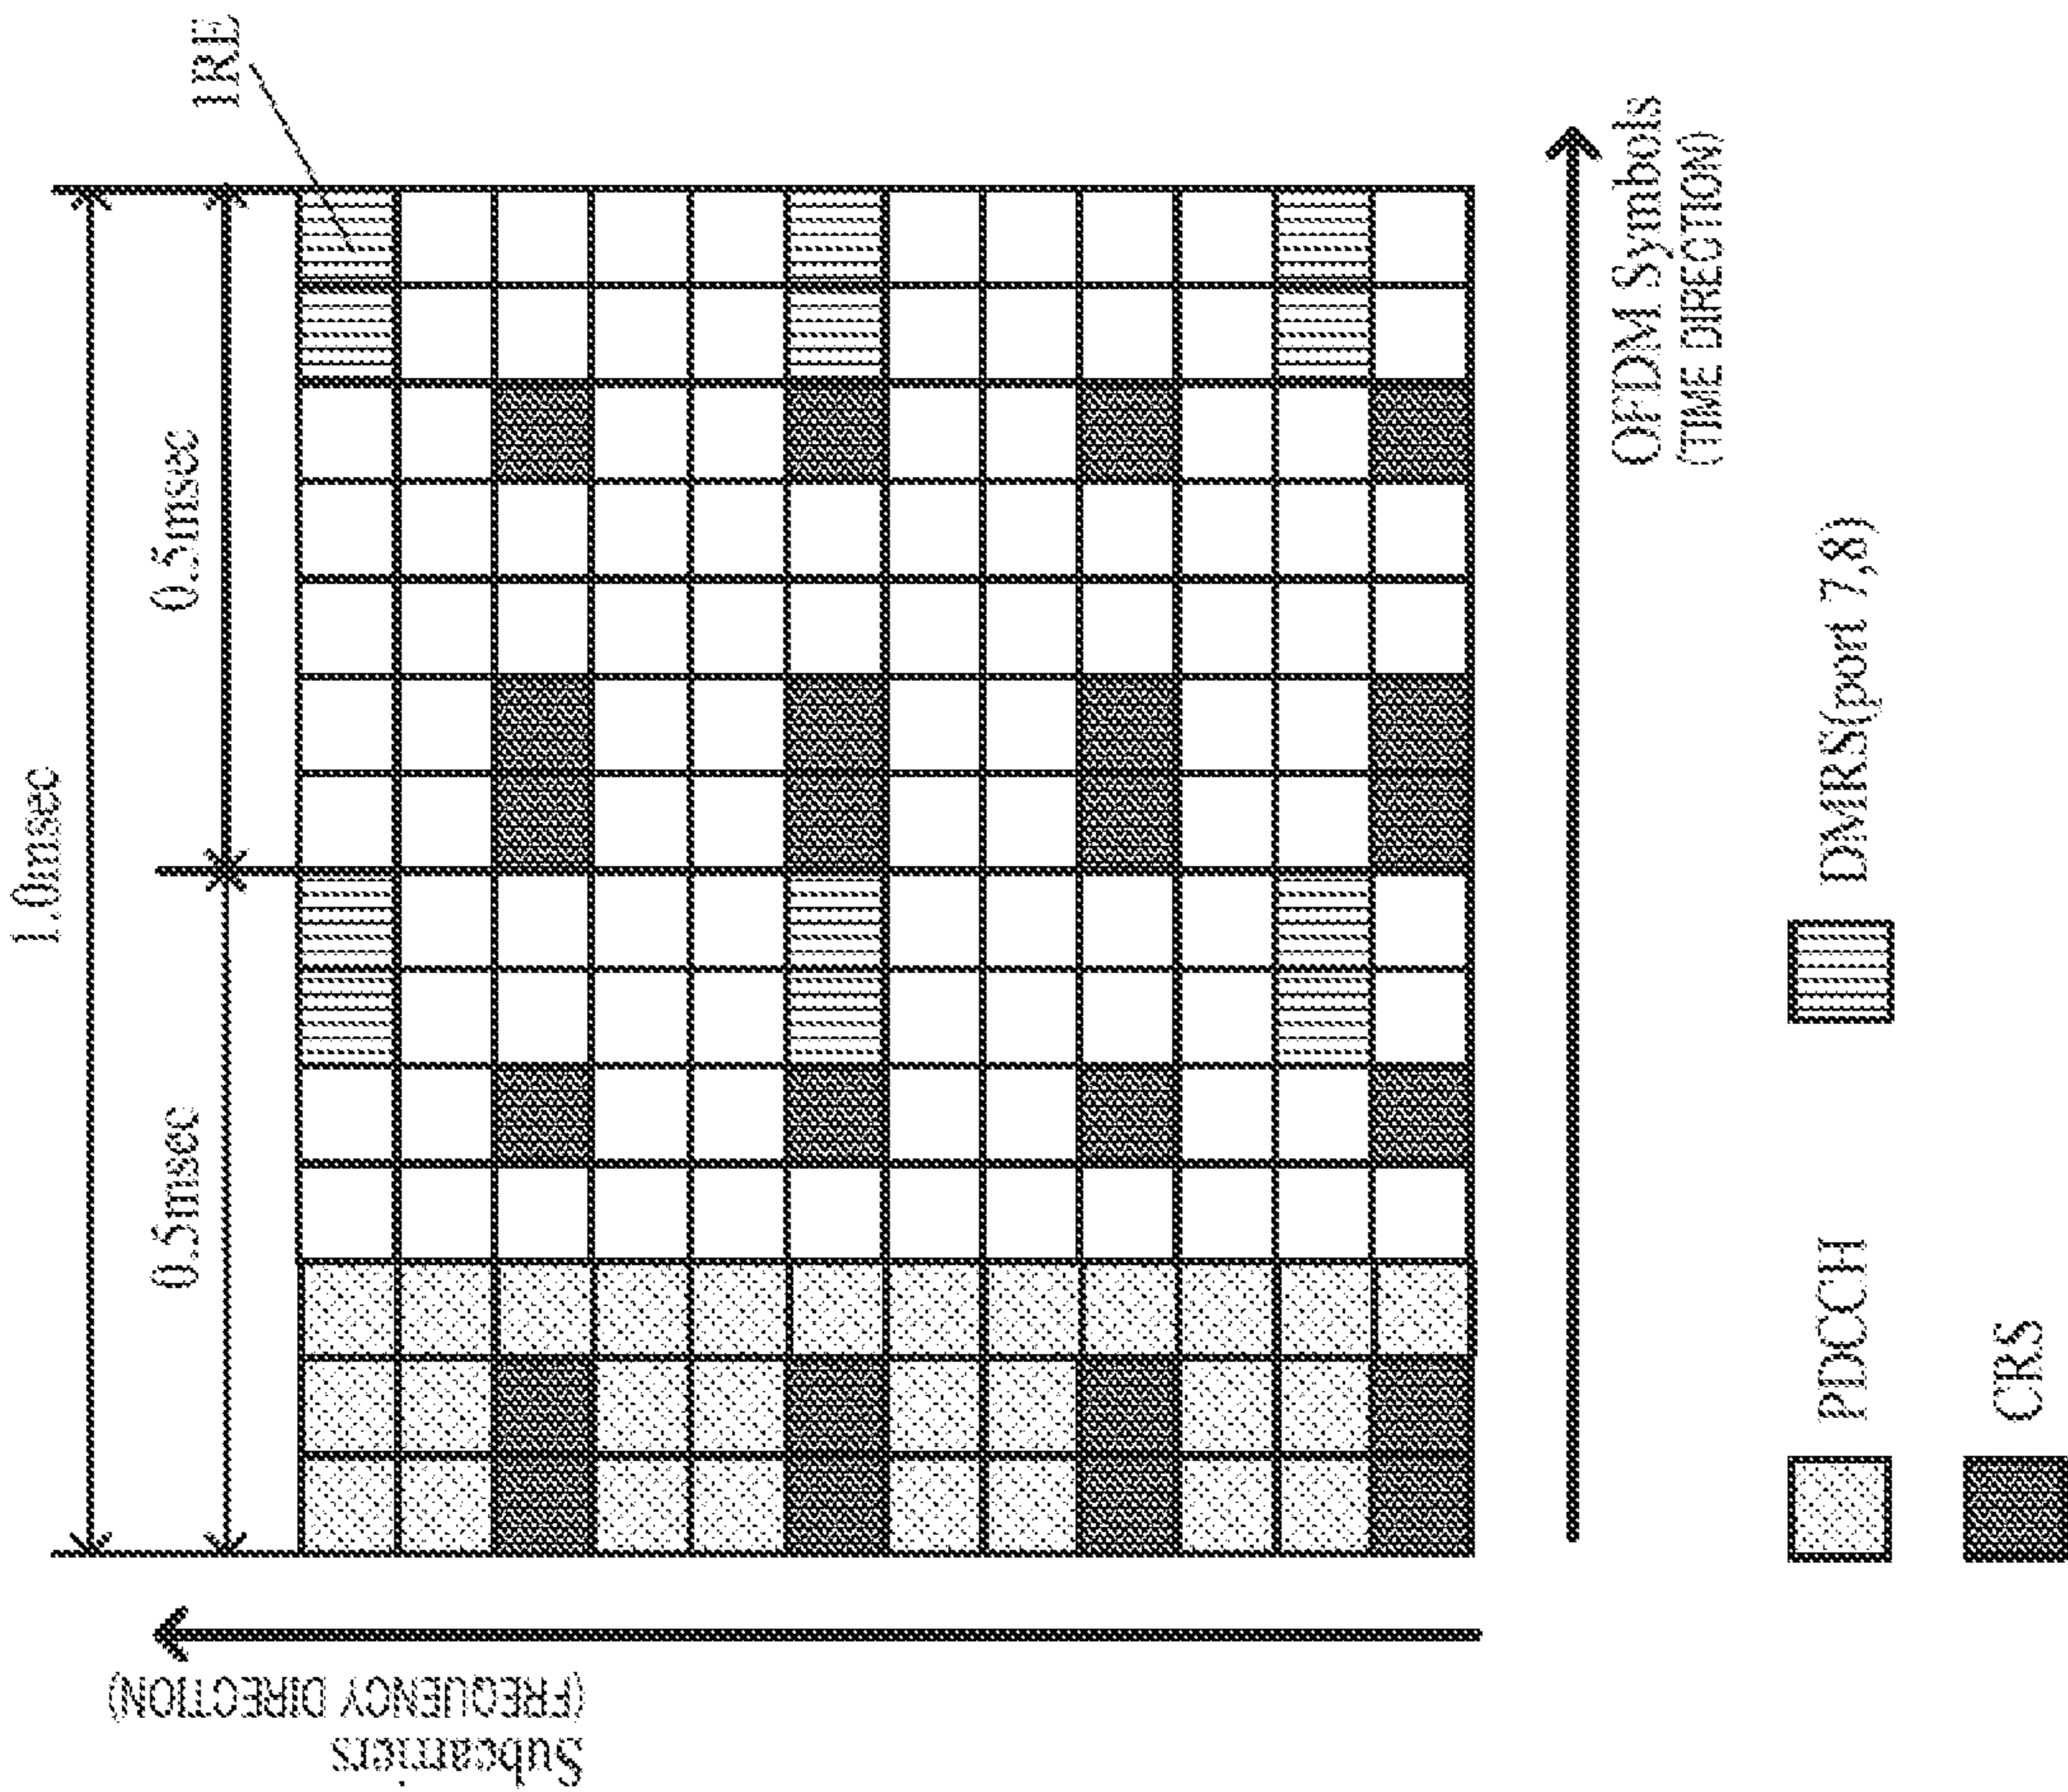 1.0msec
0.5msec
0.5msec
1RE
Subcarriers
(FREQUENCY DIRECTION)
OFDM Symbols
(TIME DIRECTION)
PDCCH
DMRS(port 7,8)
CRS